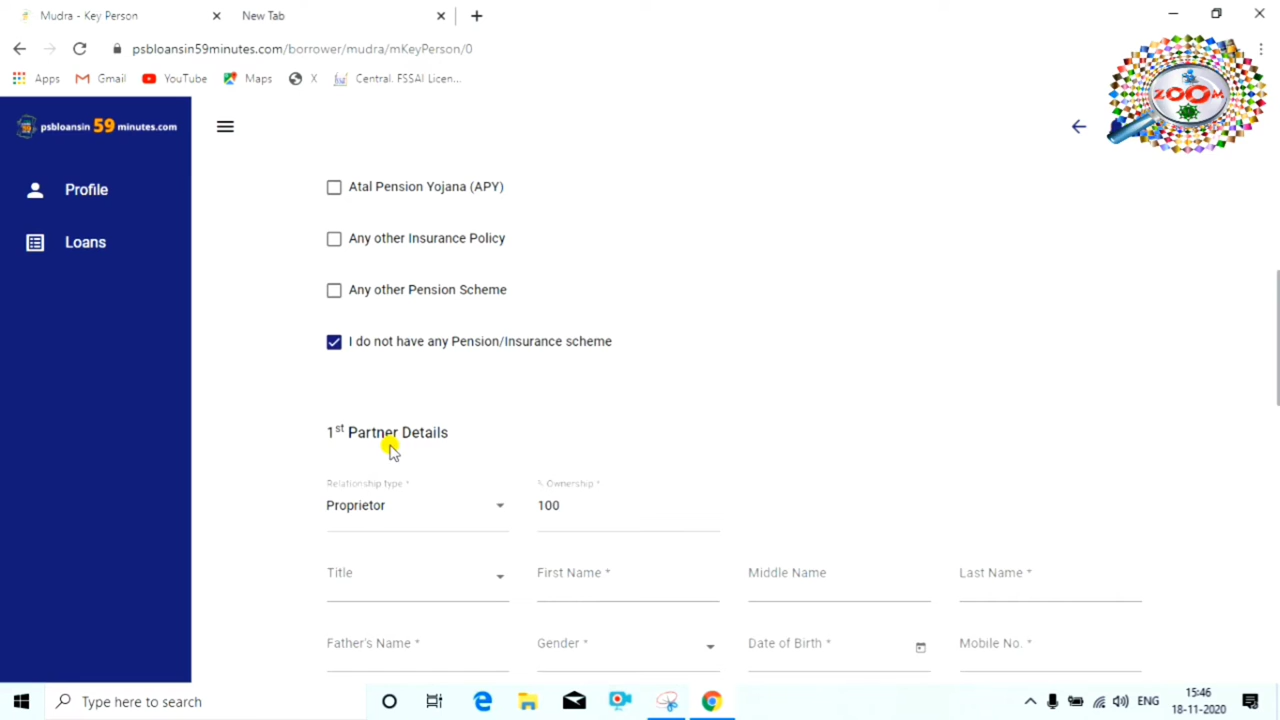 Mudra - Key Person
New Tab
psbloansin59minutes.com/borrower/mudra/mKeyPerson/0
Apps
Gmail
YouTube
Maps
X
Central. FSSAI Licen...
ZOOM
psbloansin 59 minutes.com
Profile
Loans
Atal Pension Yojana (APY)
Any other Insurance Policy
Any other Pension Scheme
I do not have any Pension/Insurance scheme
1st Partner Details
Relationship type *
% Ownership *
Proprietor
100
Title
First Name *
Middle Name
Last Name *
Father's Name *
Gender *
Date of Birth *
Mobile No. *
Type here to search
ENG
15:46
18-11-2020